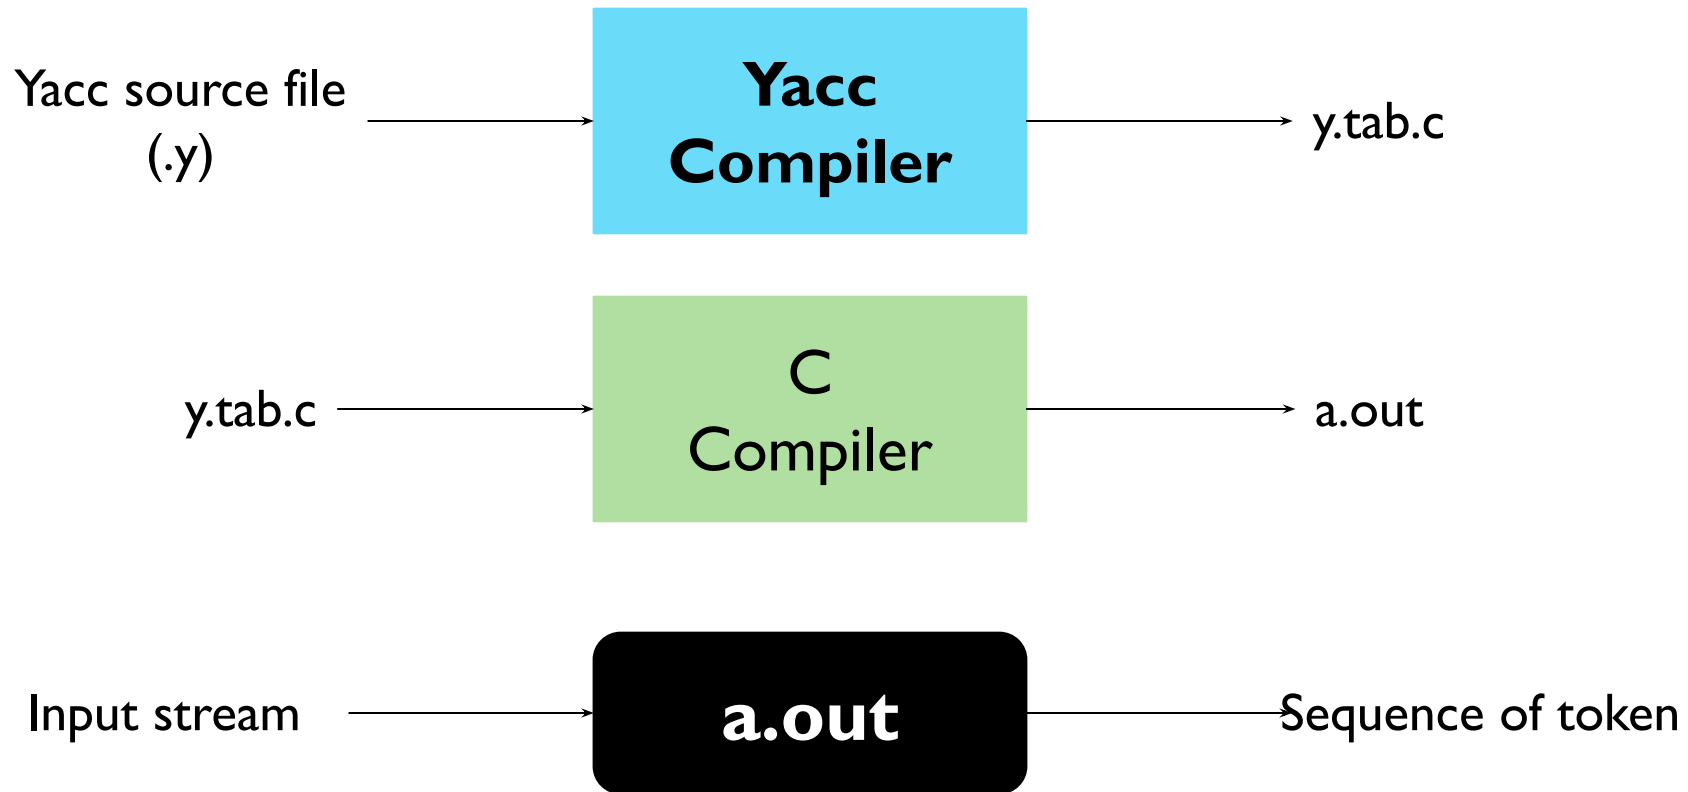 Yacc source file
(.y)
Yacc
Compiler
y.tab.c
y.tab.c
C
Compiler
a.out
Input stream
a.out
Sequence of token